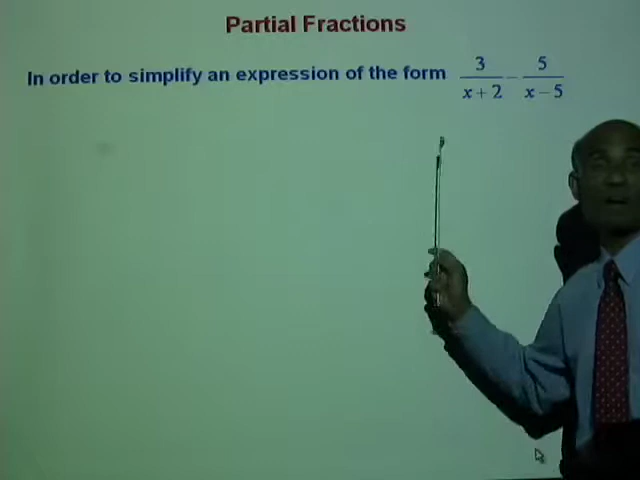 Partial Fractions
In order to simplify an expression of the form 3/(x + 2) − 5/(x − 5)